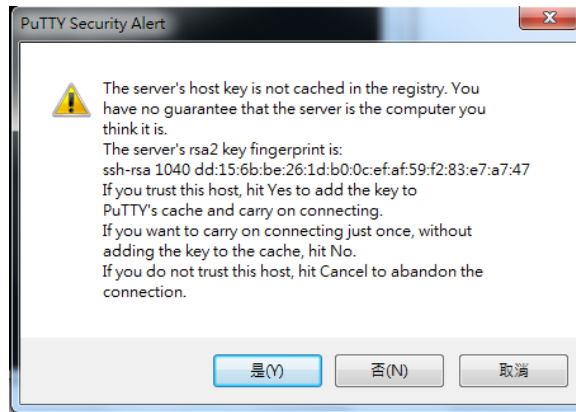 PuTTY Security Alert
The server's host key is not cached in the registry. You
have no guarantee that the server is the computer you
think it is.
The server's rsa2 key fingerprint is:
ssh-rsa 1040 dd:15:6b:be:26:1d:b0:0c:ef:af:59:f2:83:e7:a7:47
If you trust this host, hit Yes to add the key to
PuTTY's cache and carry on connecting.
If you want to carry on connecting just once, without
adding the key to the cache, hit No.
If you do not trust this host, hit Cancel to abandon the
connection.
是(Y) 否(N) 取消